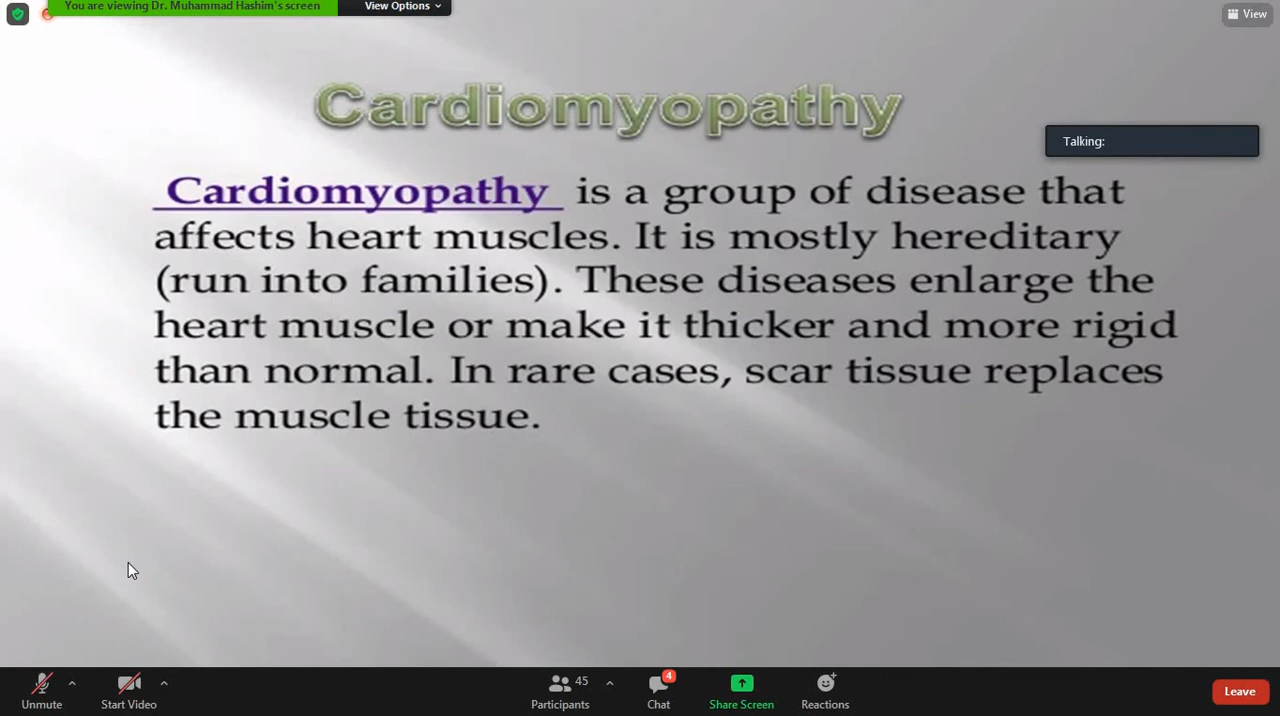 You are viewing Dr. Muhammad Hashim's screen
View Options
View
Cardiomyopathy
Talking:
Cardiomyopathy is a group of disease that
affects heart muscles. It is mostly hereditary
(run into families). These diseases enlarge the
heart muscle or make it thicker and more rigid
than normal. In rare cases, scar tissue replaces
the muscle tissue.
45
4
Unmute
Start Video
Participants
Chat
Share Screen
Reactions
Leave